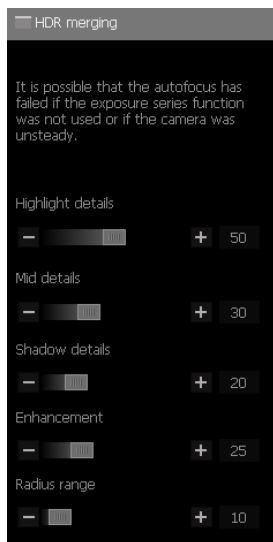 HDR merging
It is possible that the autofocus has
failed if the exposure series function
was not used or if the camera was
unsteady.
Highlight details
− + 50
Mid details
− + 30
Shadow details
− + 20
Enhancement
− + 25
Radius range
− + 10